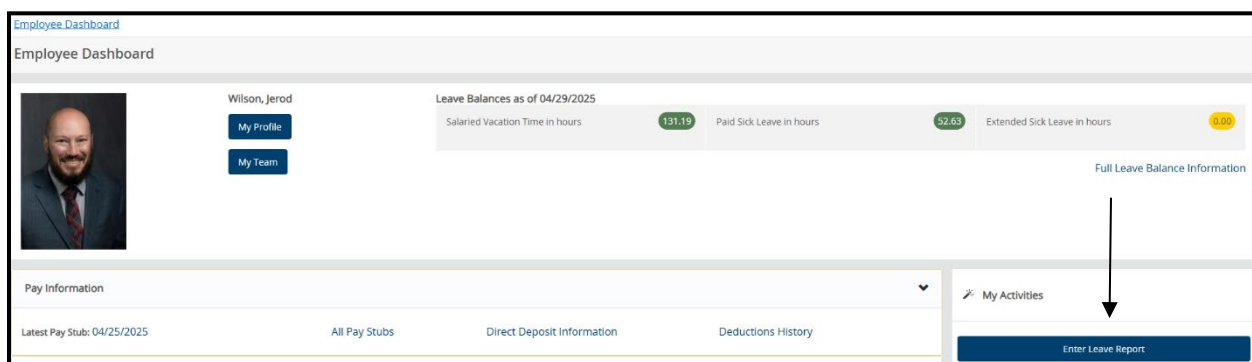 Employee Dashboard
Employee Dashboard
Wilson, Jerod
My Profile
My Team
Leave Balances as of 04/29/2025
Salaried Vacation Time in hours 131.19 Paid Sick Leave in hours 52.63 Extended Sick Leave in hours 0.00
Full Leave Balance Information
Pay Information
Latest Pay Stub: 04/25/2025 All Pay Stubs Direct Deposit Information Deductions History
My Activities
Enter Leave Report